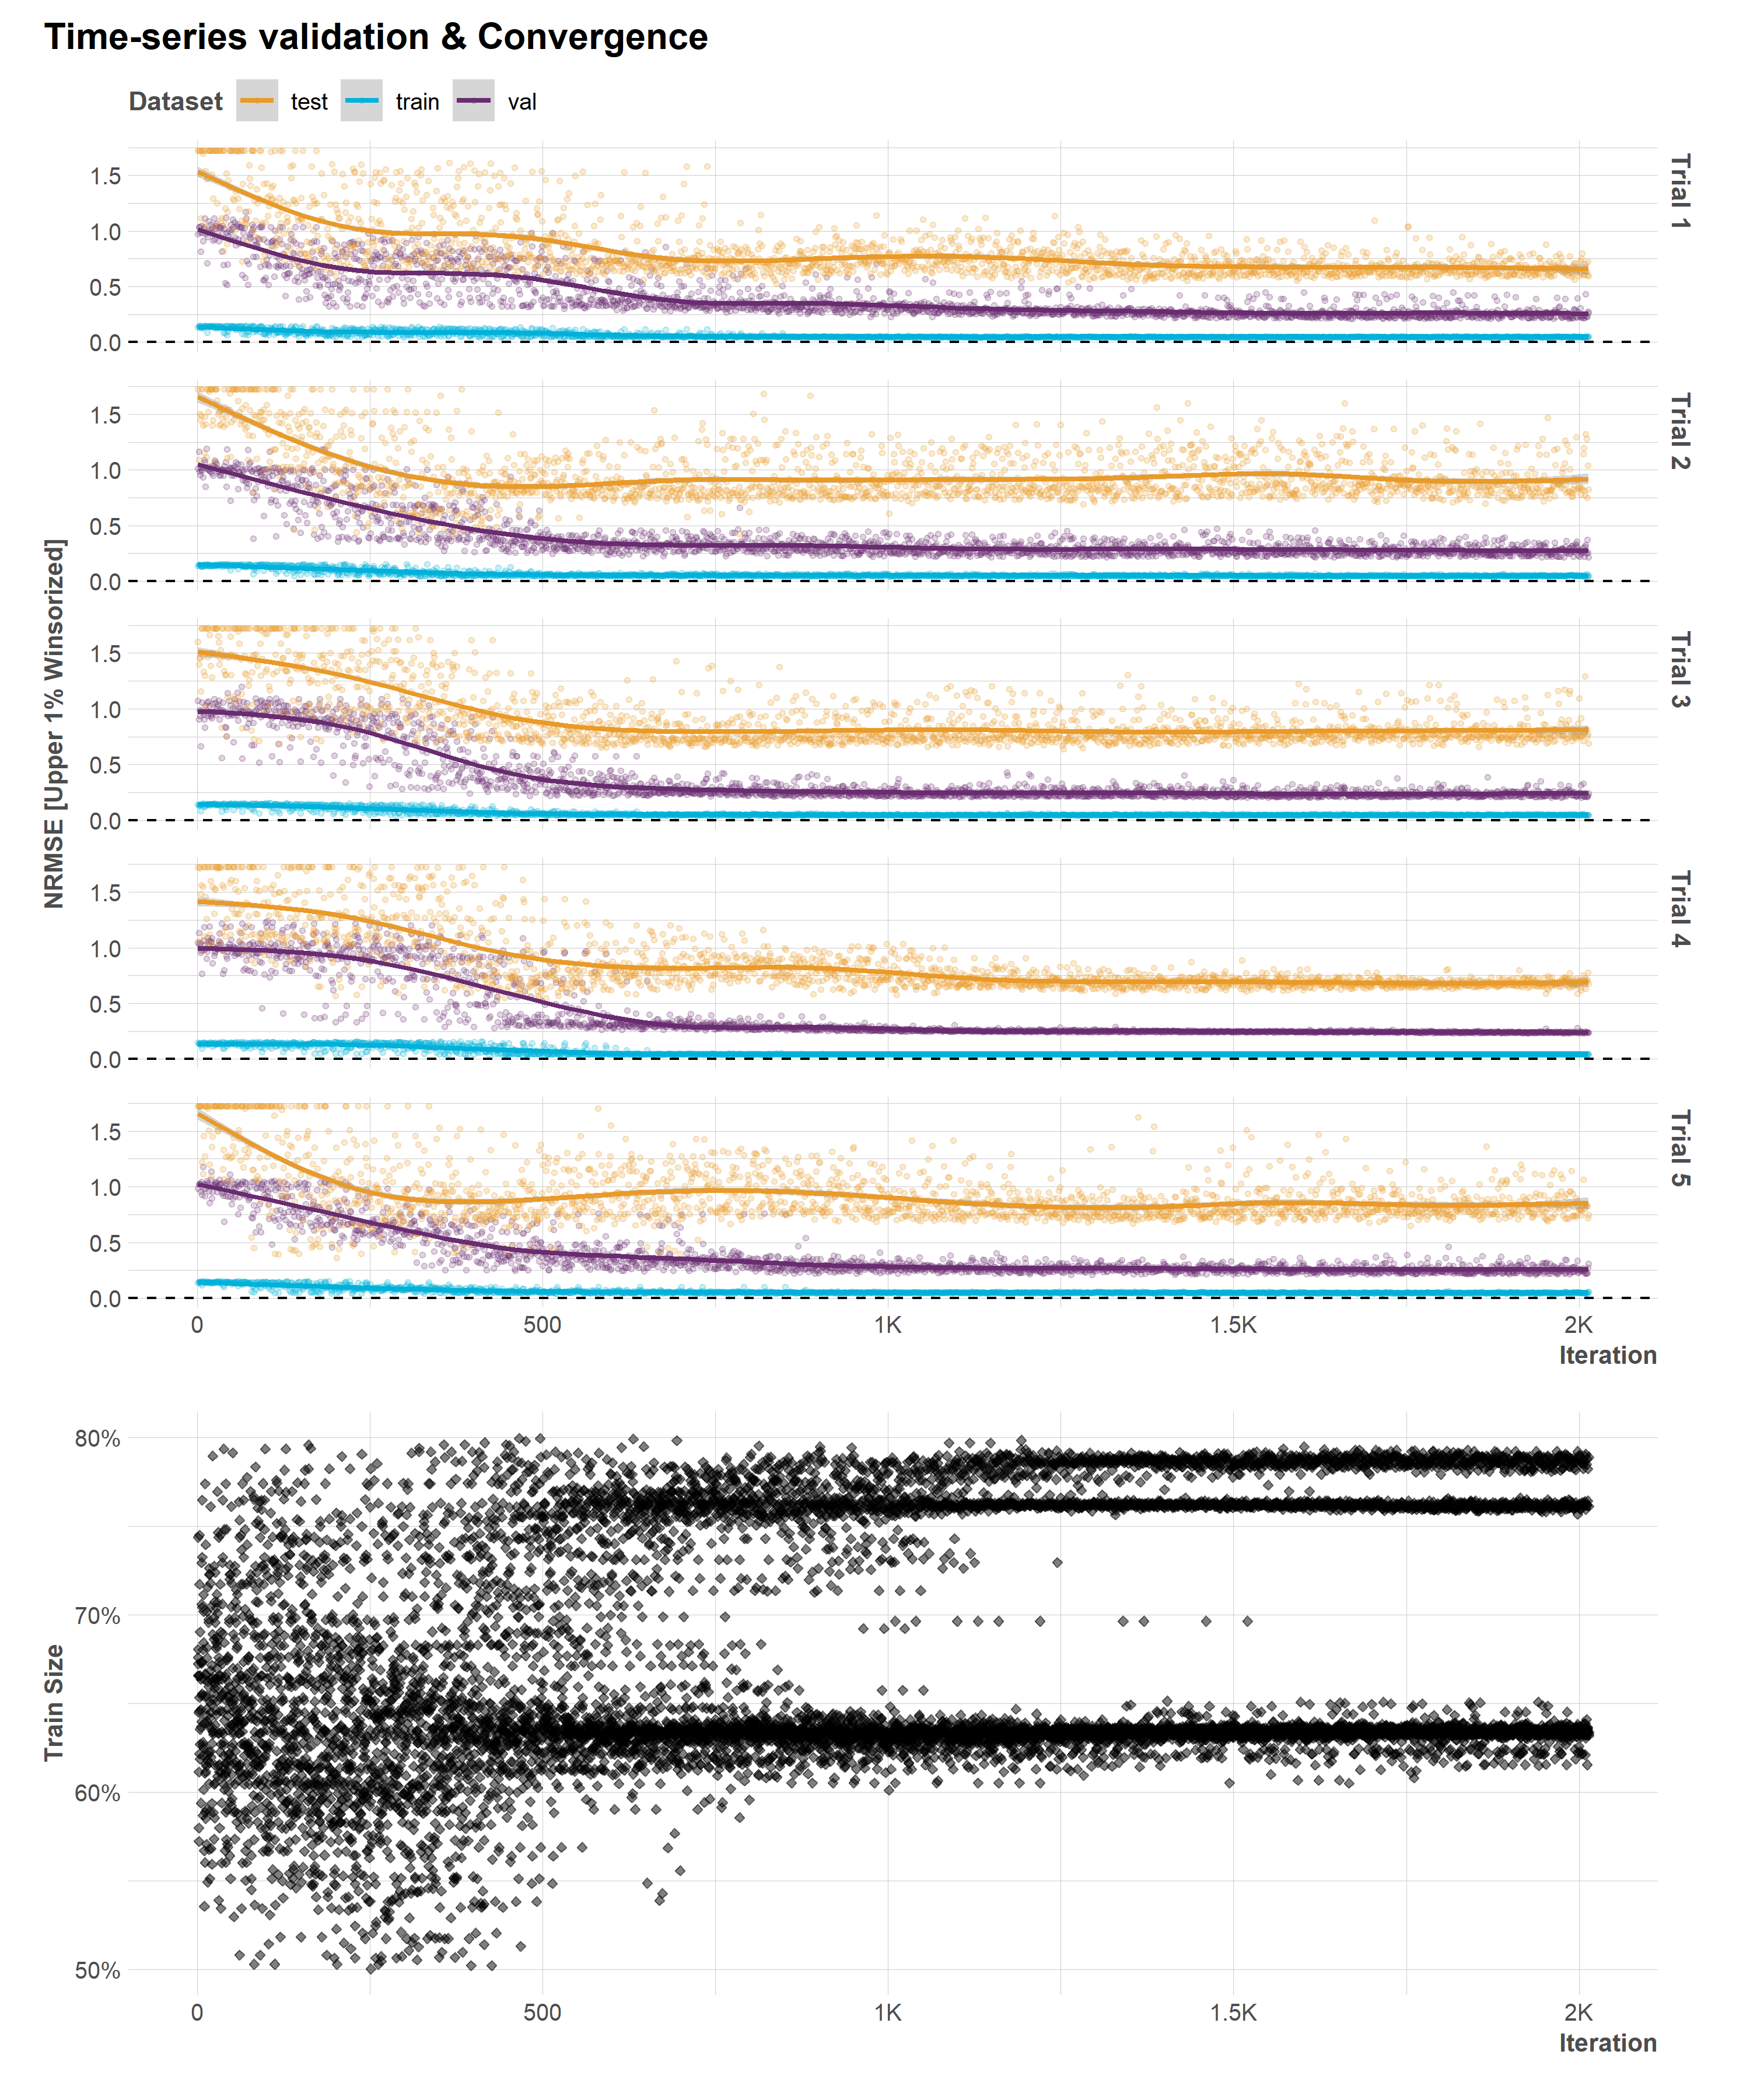 Time-series validation & Convergence
Dataset test train val
NRMSE [Upper 1% Winsorized]
1.5
1.0
0.5
0.0
Trial 1
1.5
1.0
0.5
0.0
Trial 2
1.5
1.0
0.5
0.0
Trial 3
1.5
1.0
0.5
0.0
Trial 4
1.5
1.0
0.5
0.0
Trial 5
0 500 1K 1.5K 2K
Iteration
Train Size
80%
70%
60%
50%
0 500 1K 1.5K 2K
Iteration